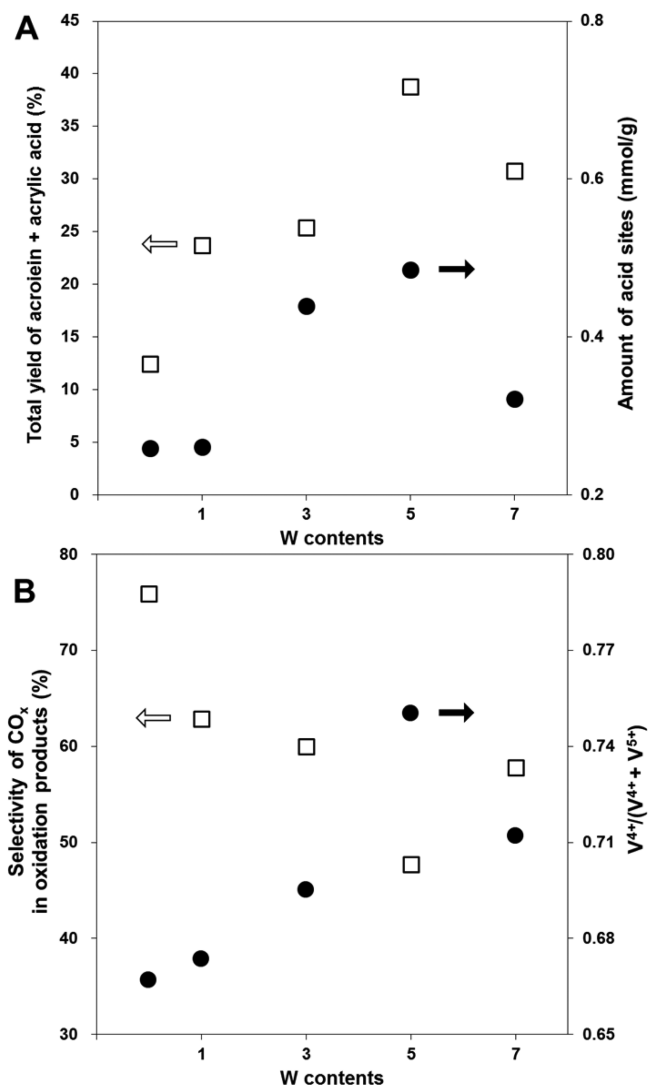 A
Total yield of acroiein + acrylic acid (%)
45
40
35
30
25
20
15
10
5
0
0.8
0.6
0.4
0.2
Amount of acid sites (mmol/g)
1 3 5 7
W contents
B
Selectivity of COx
in oxidation products (%)
80
70
60
50
40
30
0.80
0.77
0.74
0.71
0.68
0.65
V⁴⁺/(V⁴⁺+ V⁵⁺)
1 3 5 7
W contents